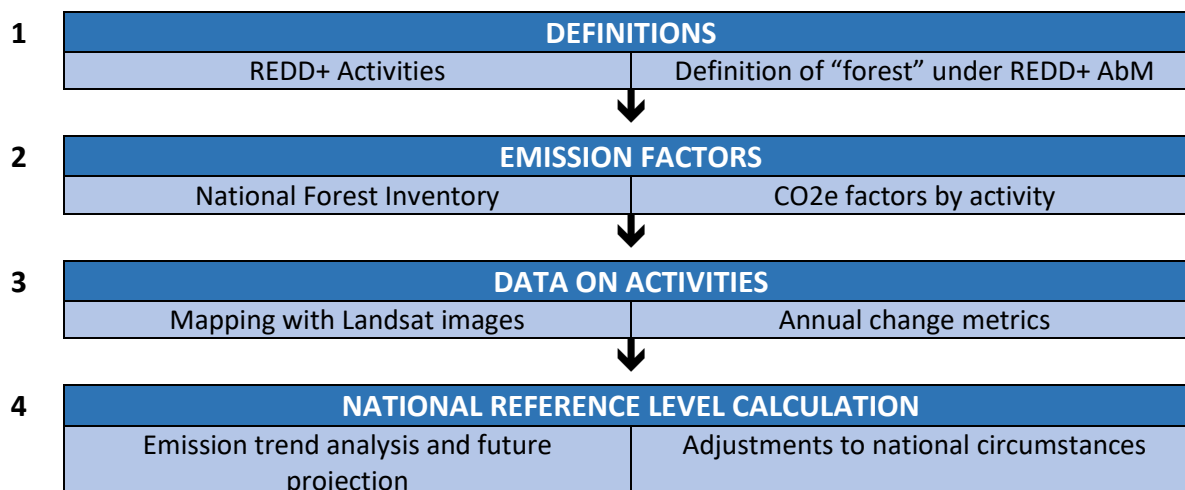 1
DEFINITIONS
REDD+ Activities
Definition of “forest” under REDD+ AbM
2
EMISSION FACTORS
National Forest Inventory
CO2e factors by activity
3
DATA ON ACTIVITIES
Mapping with Landsat images
Annual change metrics
4
NATIONAL REFERENCE LEVEL CALCULATION
Emission trend analysis and future
projection
Adjustments to national circumstances